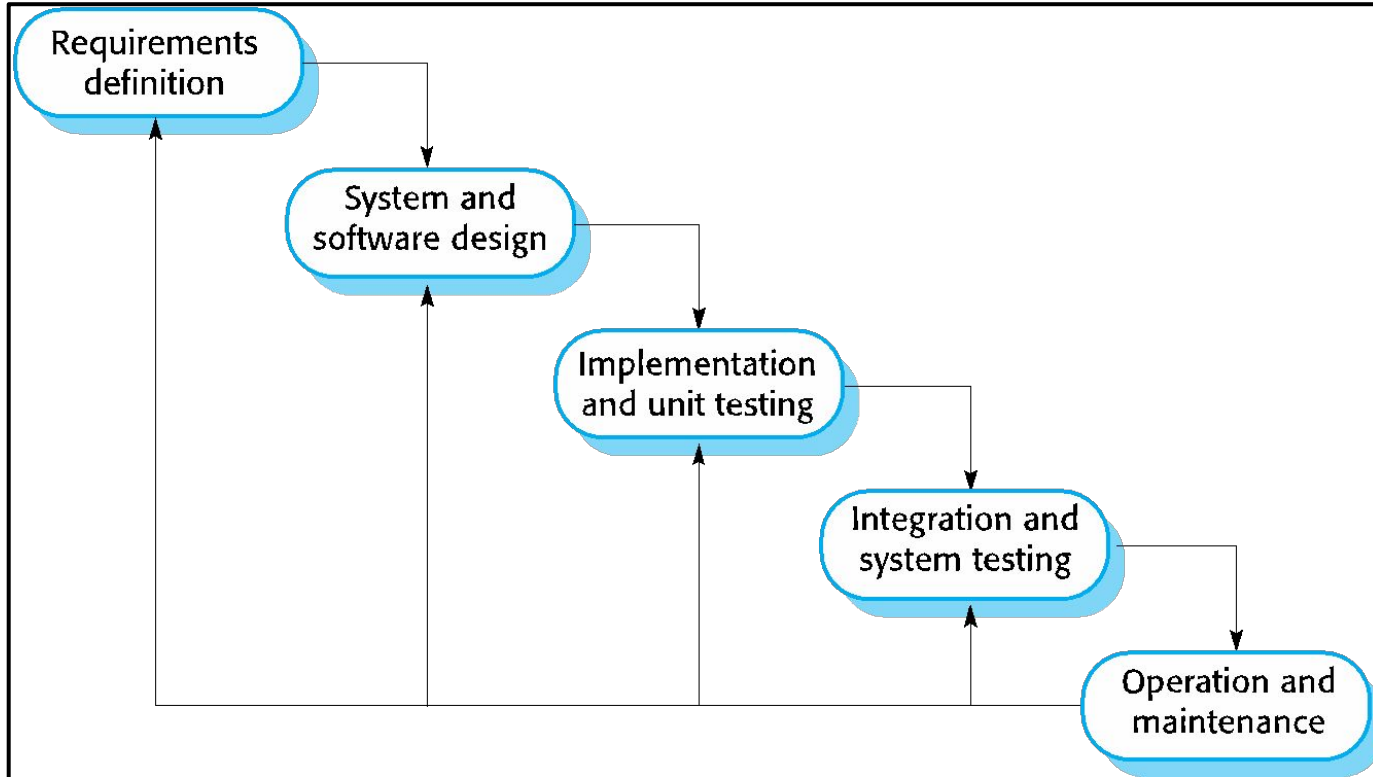 Requirements
definition
System and
software design
Implementation
and unit testing
Integration and
system testing
Operation and
maintenance